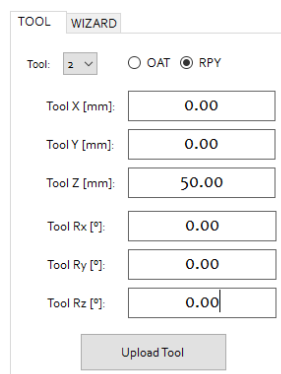 TOOL WIZARD
Tool: 2 OAT RPY
Tool X [mm]: 0.00
Tool Y [mm]: 0.00
Tool Z [mm]: 50.00
Tool Rx [º]: 0.00
Tool Ry [º]: 0.00
Tool Rz [º]: 0.00
Upload Tool